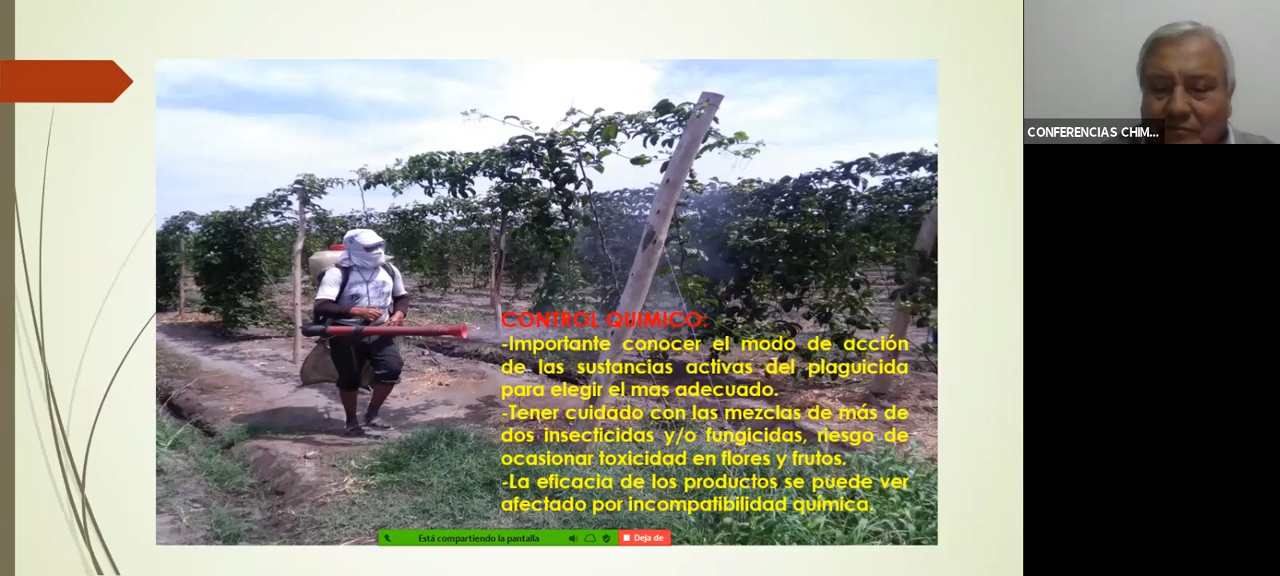 CONFERENCIAS CHIM...
CONTROL QUIMICO:
-Importante conocer el modo de acción
de las sustancias activas del plaguicida
para elegir el mas adecuado.
-Tener cuidado con las mezclas de más de
dos insecticidas y/o fungicidas, riesgo de
ocasionar toxicidad en flores y frutos.
-La eficacia de los productos se puede ver
afectado por incompatibilidad química.
Está compartiendo la pantalla
Deja de